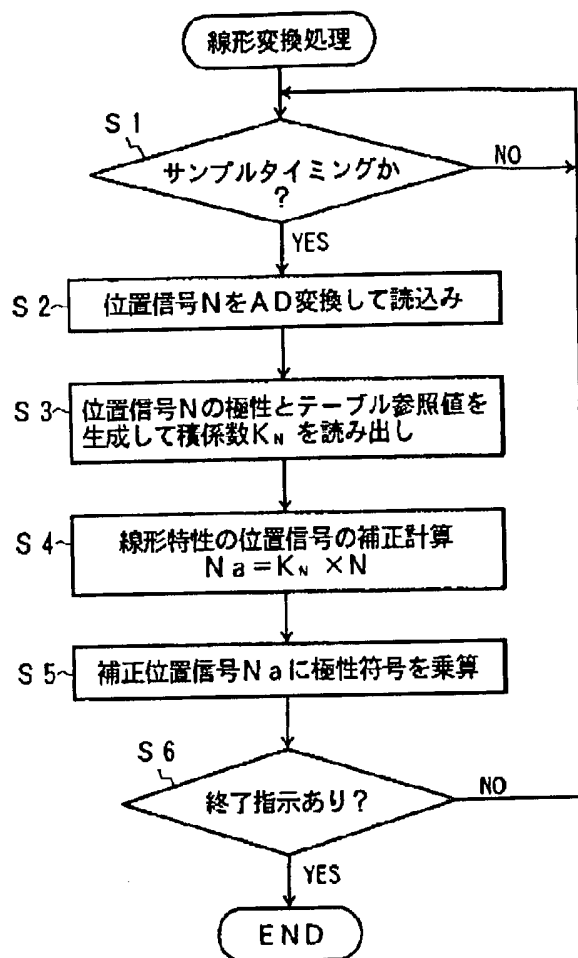 線形変換処理
S1
サンプルタイミングか
?
NO
YES
S2
位置信号NをAD変換して読込み
S3
位置信号Nの極性とテーブル参照値を
生成して積係数KN を読み出し
S4
線形特性の位置信号の補正計算
Na=KN×N
S5
補正位置信号Naに極性符号を乗算
S6
終了指示あり?
NO
YES
END